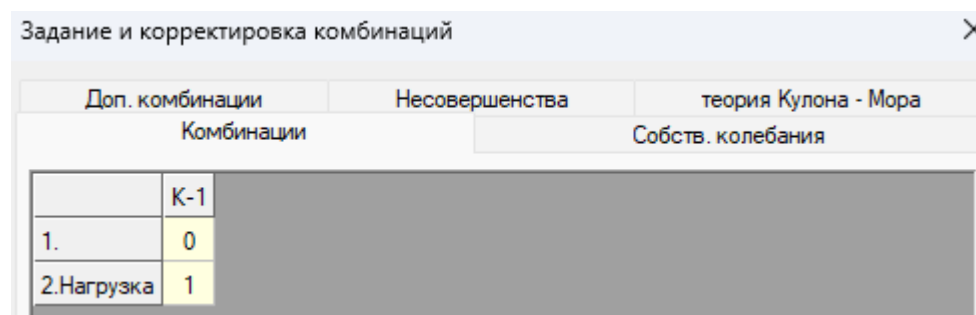 Задание и корректировка комбинаций
Доп. комбинации Несовершенства теория Кулона - Мора
Комбинации Собств. колебания
К-1
1. 0
2.Нагрузка 1